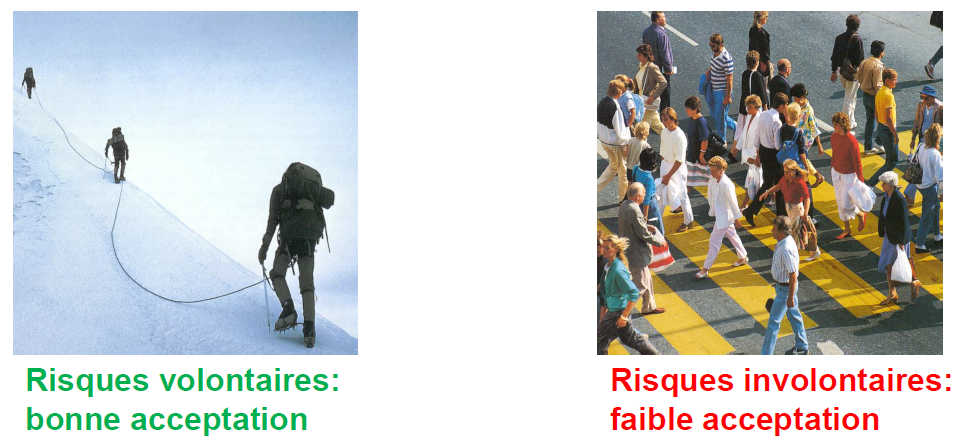 Risques volontaires:
bonne acceptation
Risques involontaires:
faible acceptation